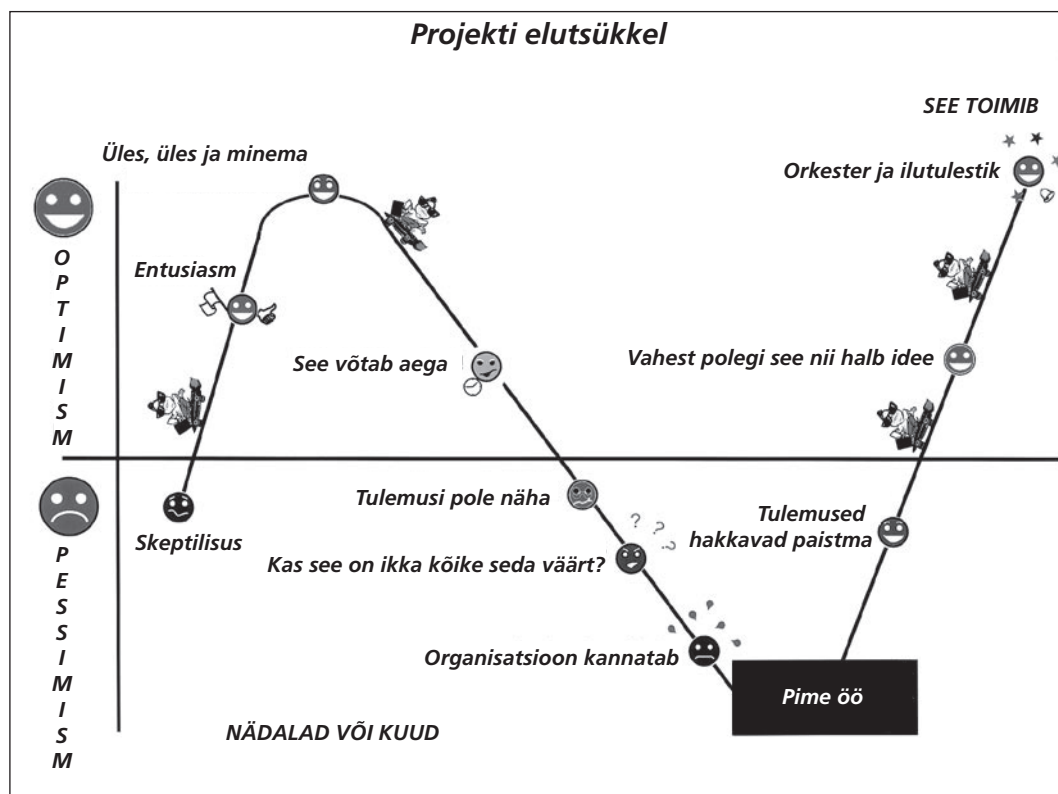 Projekti elutsükkel
SEE TOIMIB
Üles, üles ja minema
Orkester ja ilutulestik
OPTIMISM
Entusiasm
See võtab aega
Vahest polegi see nii halb idee
Skeptilisus
Tulemusi pole näha
Tulemused
hakkavad paistma
? ? ?
Kas see on ikka kõike seda väärt?
PESSIMISM
Organisatsioon kannatab
Pime öö
NÄDALAD VÕI KUUD